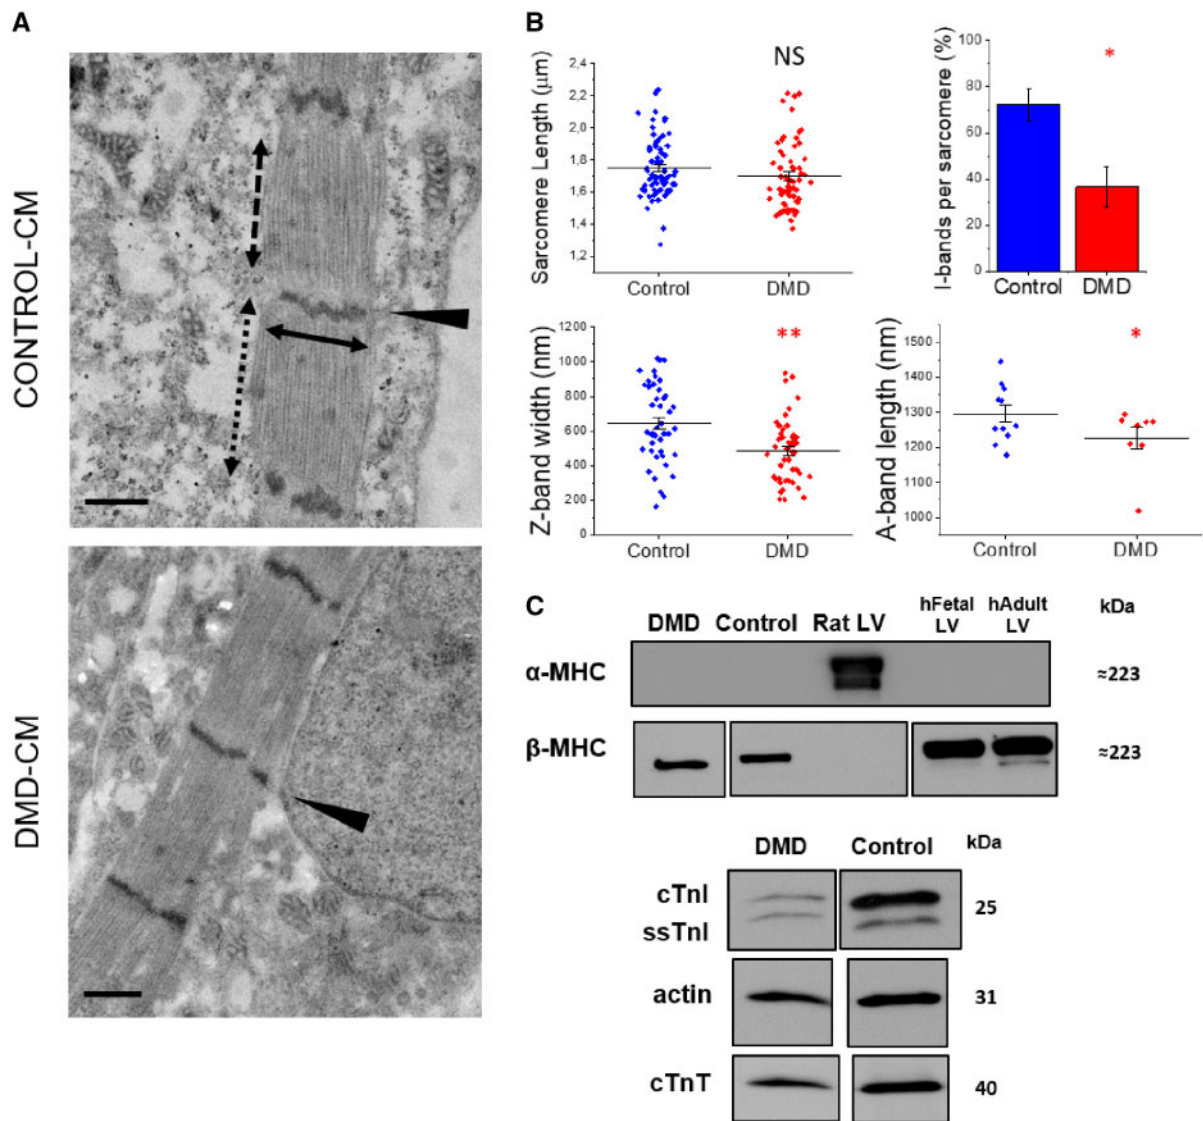 A
CONTROL-CM
DMD-CM
B
Sarcomere Length (μm)
2,4
2,2
2,0
1,8
1,6
1,4
1,2
NS
Control
DMD
I-bands per sarcomere (%)
100
80
60
40
20
0
*
Control
DMD
Z-band width (nm)
1200
1000
800
600
400
200
0
**
Control
DMD
A-band length (nm)
1500
1400
1300
1200
1100
1000
*
Control
DMD
C
DMD Control Rat LV hFetal LV hAdult LV kDa
α-MHC ≈223
β-MHC ≈223
DMD Control kDa
cTnI
ssTnI
25
actin 31
cTnT 40